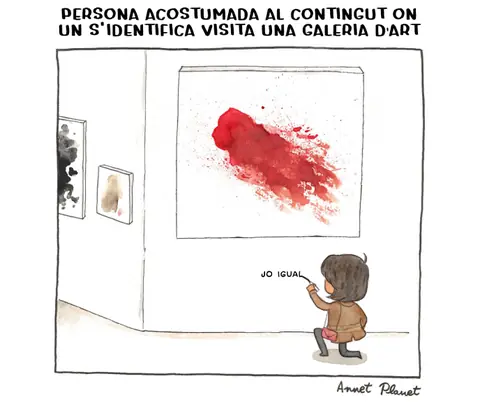 PERSONA ACOSTUMADA AL CONTINGUT ON
UN S'IDENTIFICA VISITA UNA GALERIA D'ART
JO IGUAL
Annet Planet